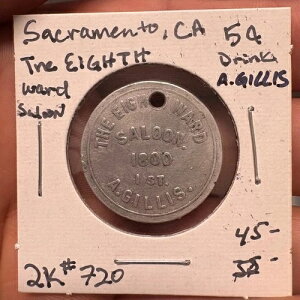 Sacramento, CA
The EIGHTH
Ward
Saloon
5¢
Drink
A. GILLIS
THE EIGHTH WARD
SALOON.
1800
J ST.
A. GILLIS.
45-
55-
2K#720